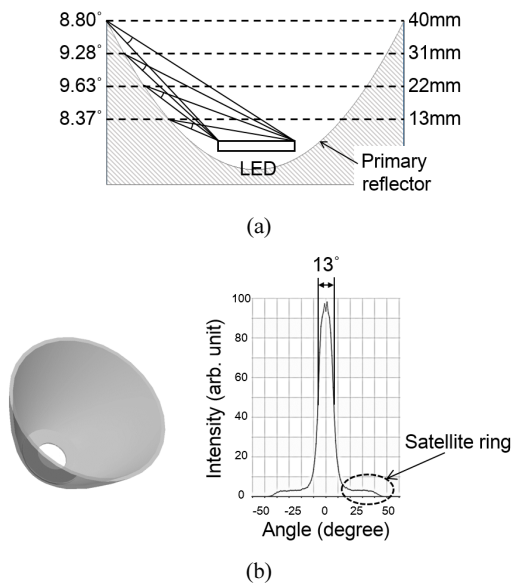 8.80° 40mm
9.28° 31mm
9.63° 22mm
8.37° 13mm
LED
Primary
reflector
(a)
13°
100
80
60
40
20
0
Intensity (arb. unit)
Satellite ring
-50 -25 0 25 50
Angle (degree)
(b)